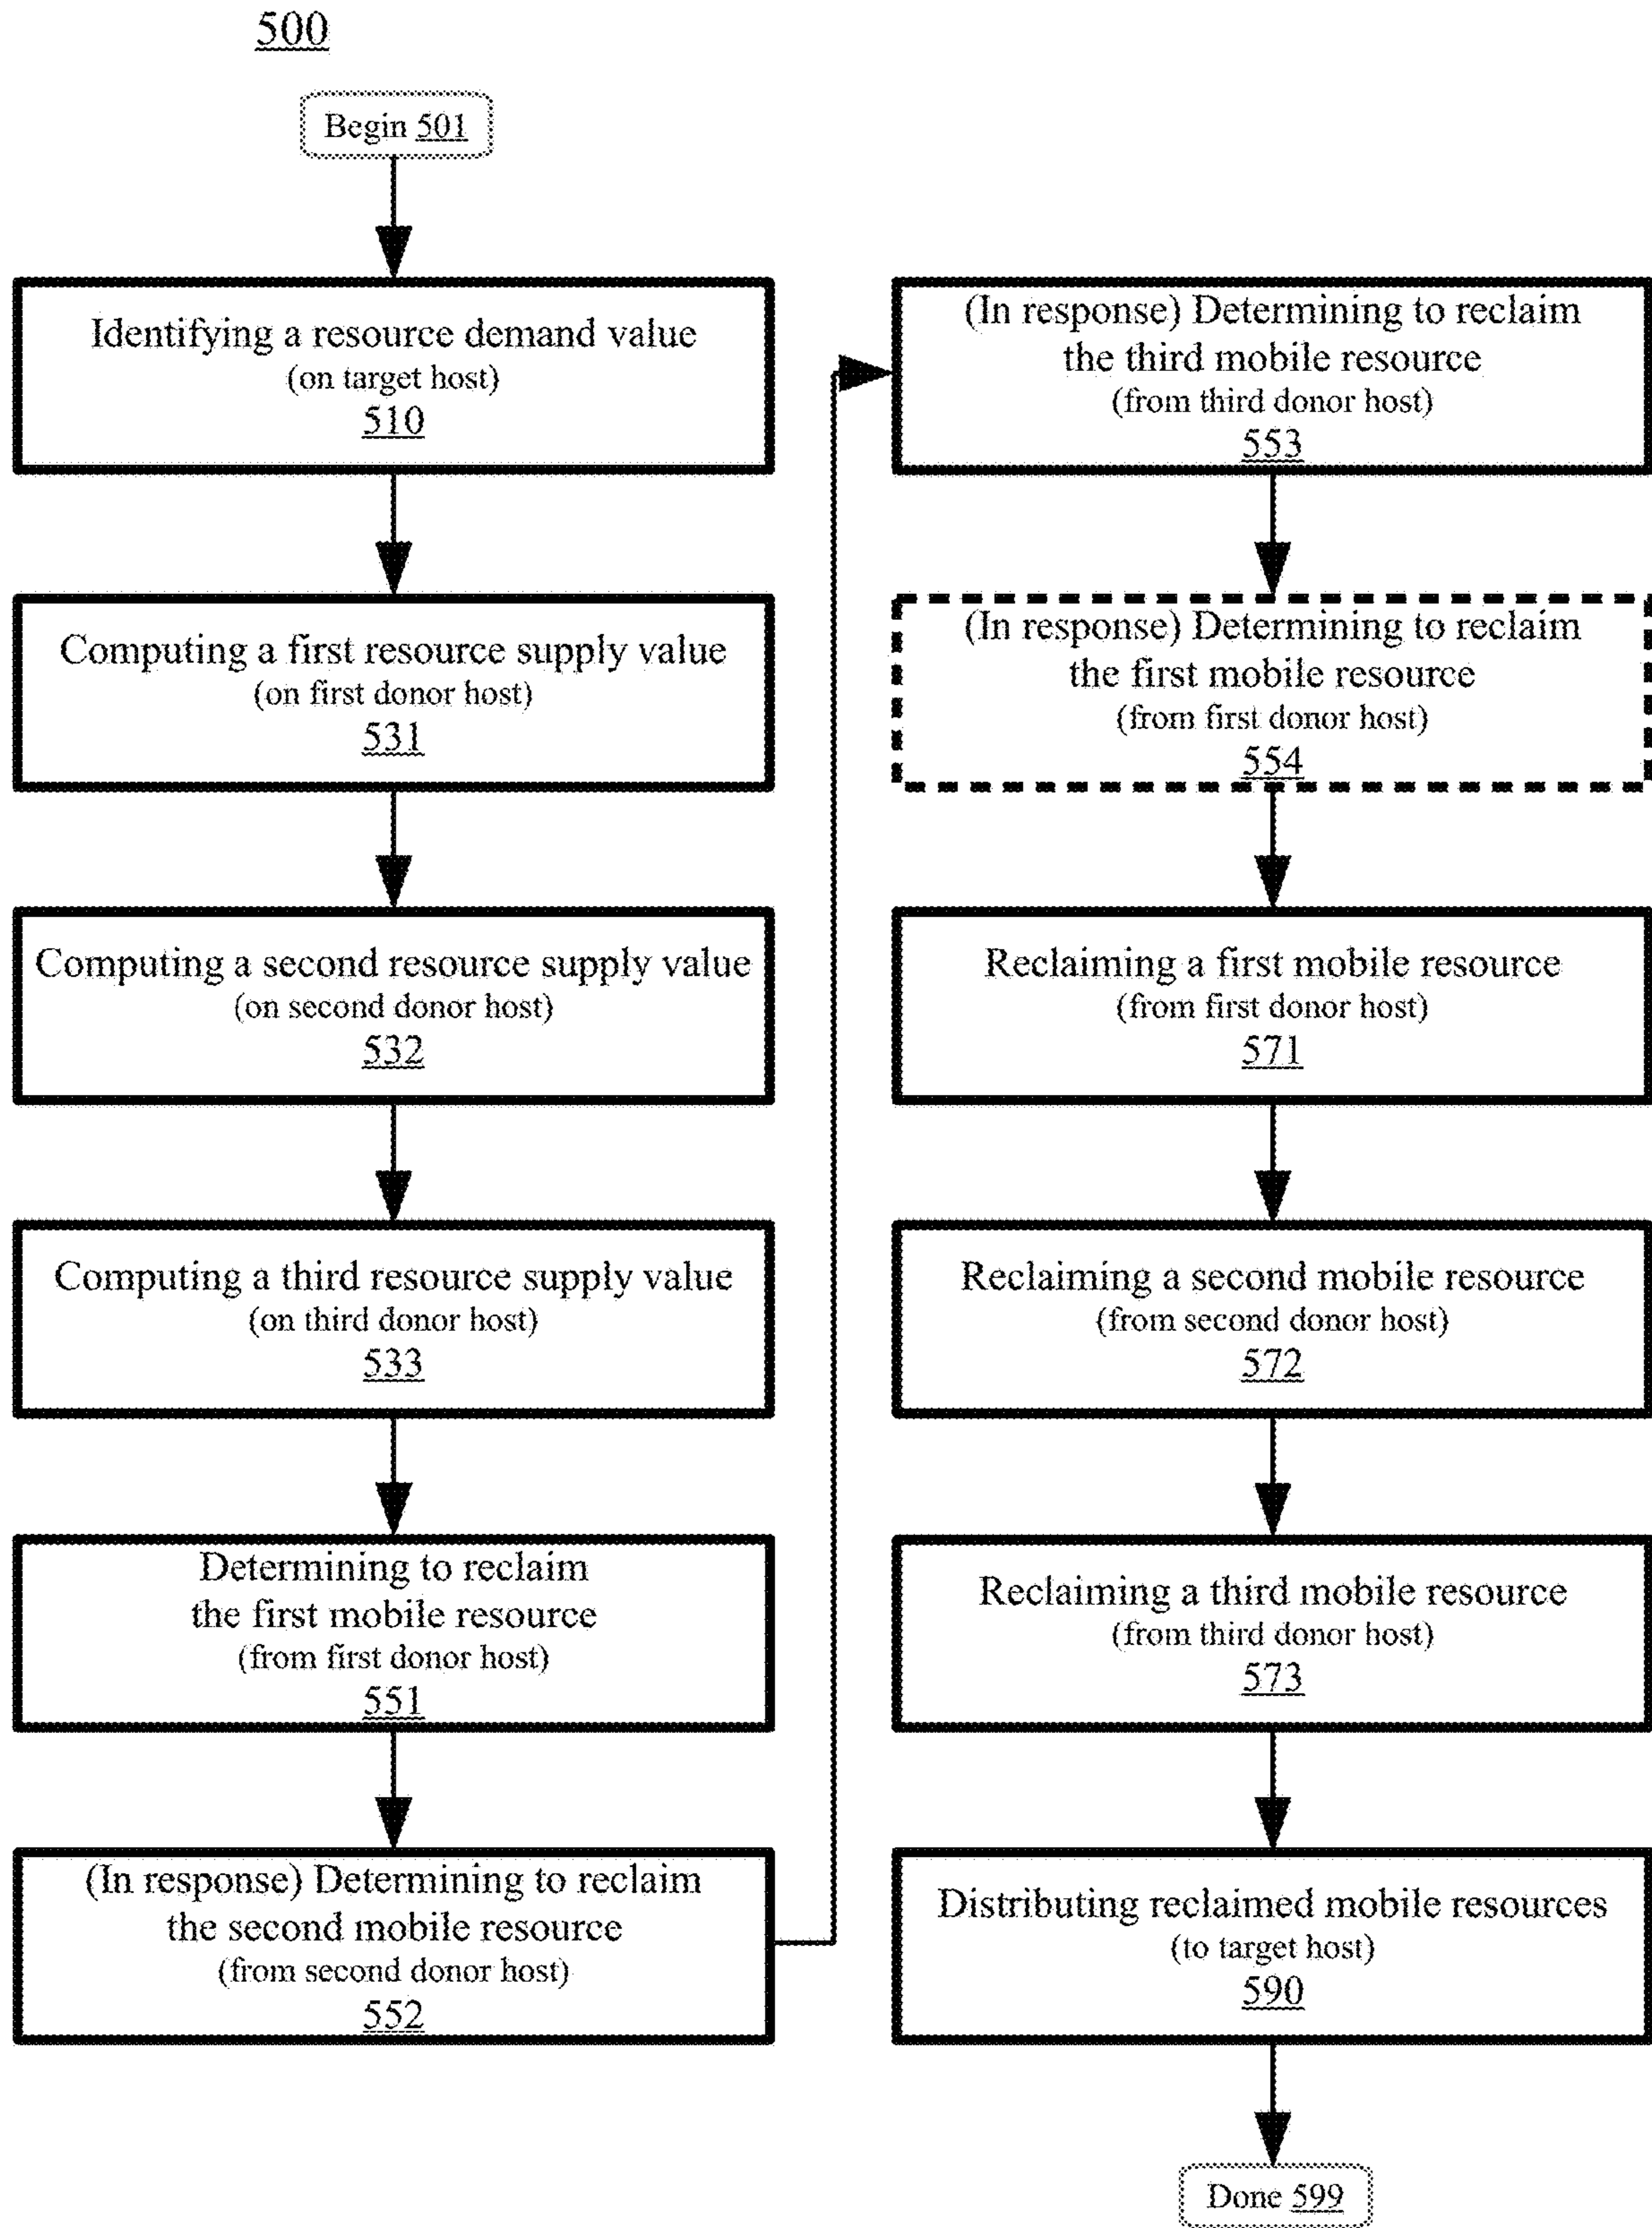 500
Begin 501
Identifying a resource demand value
(on target host)
510
Computing a first resource supply value
(on first donor host)
531
Computing a second resource supply value
(on second donor host)
532
Computing a third resource supply value
(on third donor host)
533
Determining to reclaim
the first mobile resource
(from first donor host)
551
(In response) Determining to reclaim
the second mobile resource
(from second donor host)
552
(In response) Determining to reclaim
the third mobile resource
(from third donor host)
553
(In response) Determining to reclaim
the first mobile resource
(from first donor host)
554
Reclaiming a first mobile resource
(from first donor host)
571
Reclaiming a second mobile resource
(from second donor host)
572
Reclaiming a third mobile resource
(from third donor host)
573
Distributing reclaimed mobile resources
(to target host)
590
Done 599